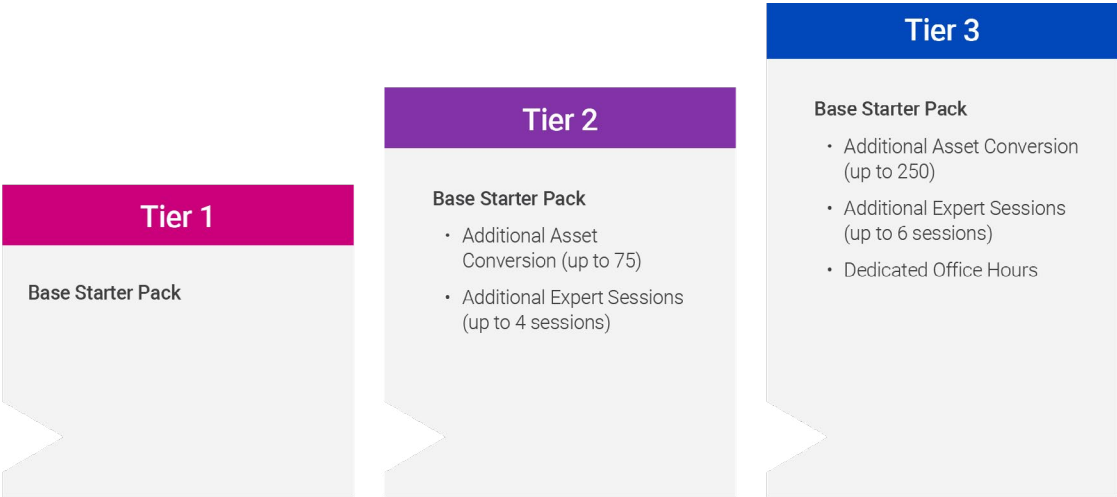 Tier 1
Base Starter Pack
Tier 2
Base Starter Pack
• Additional Asset
Conversion (up to 75)
• Additional Expert Sessions
(up to 4 sessions)
Tier 3
Base Starter Pack
• Additional Asset Conversion
(up to 250)
• Additional Expert Sessions
(up to 6 sessions)
• Dedicated Office Hours